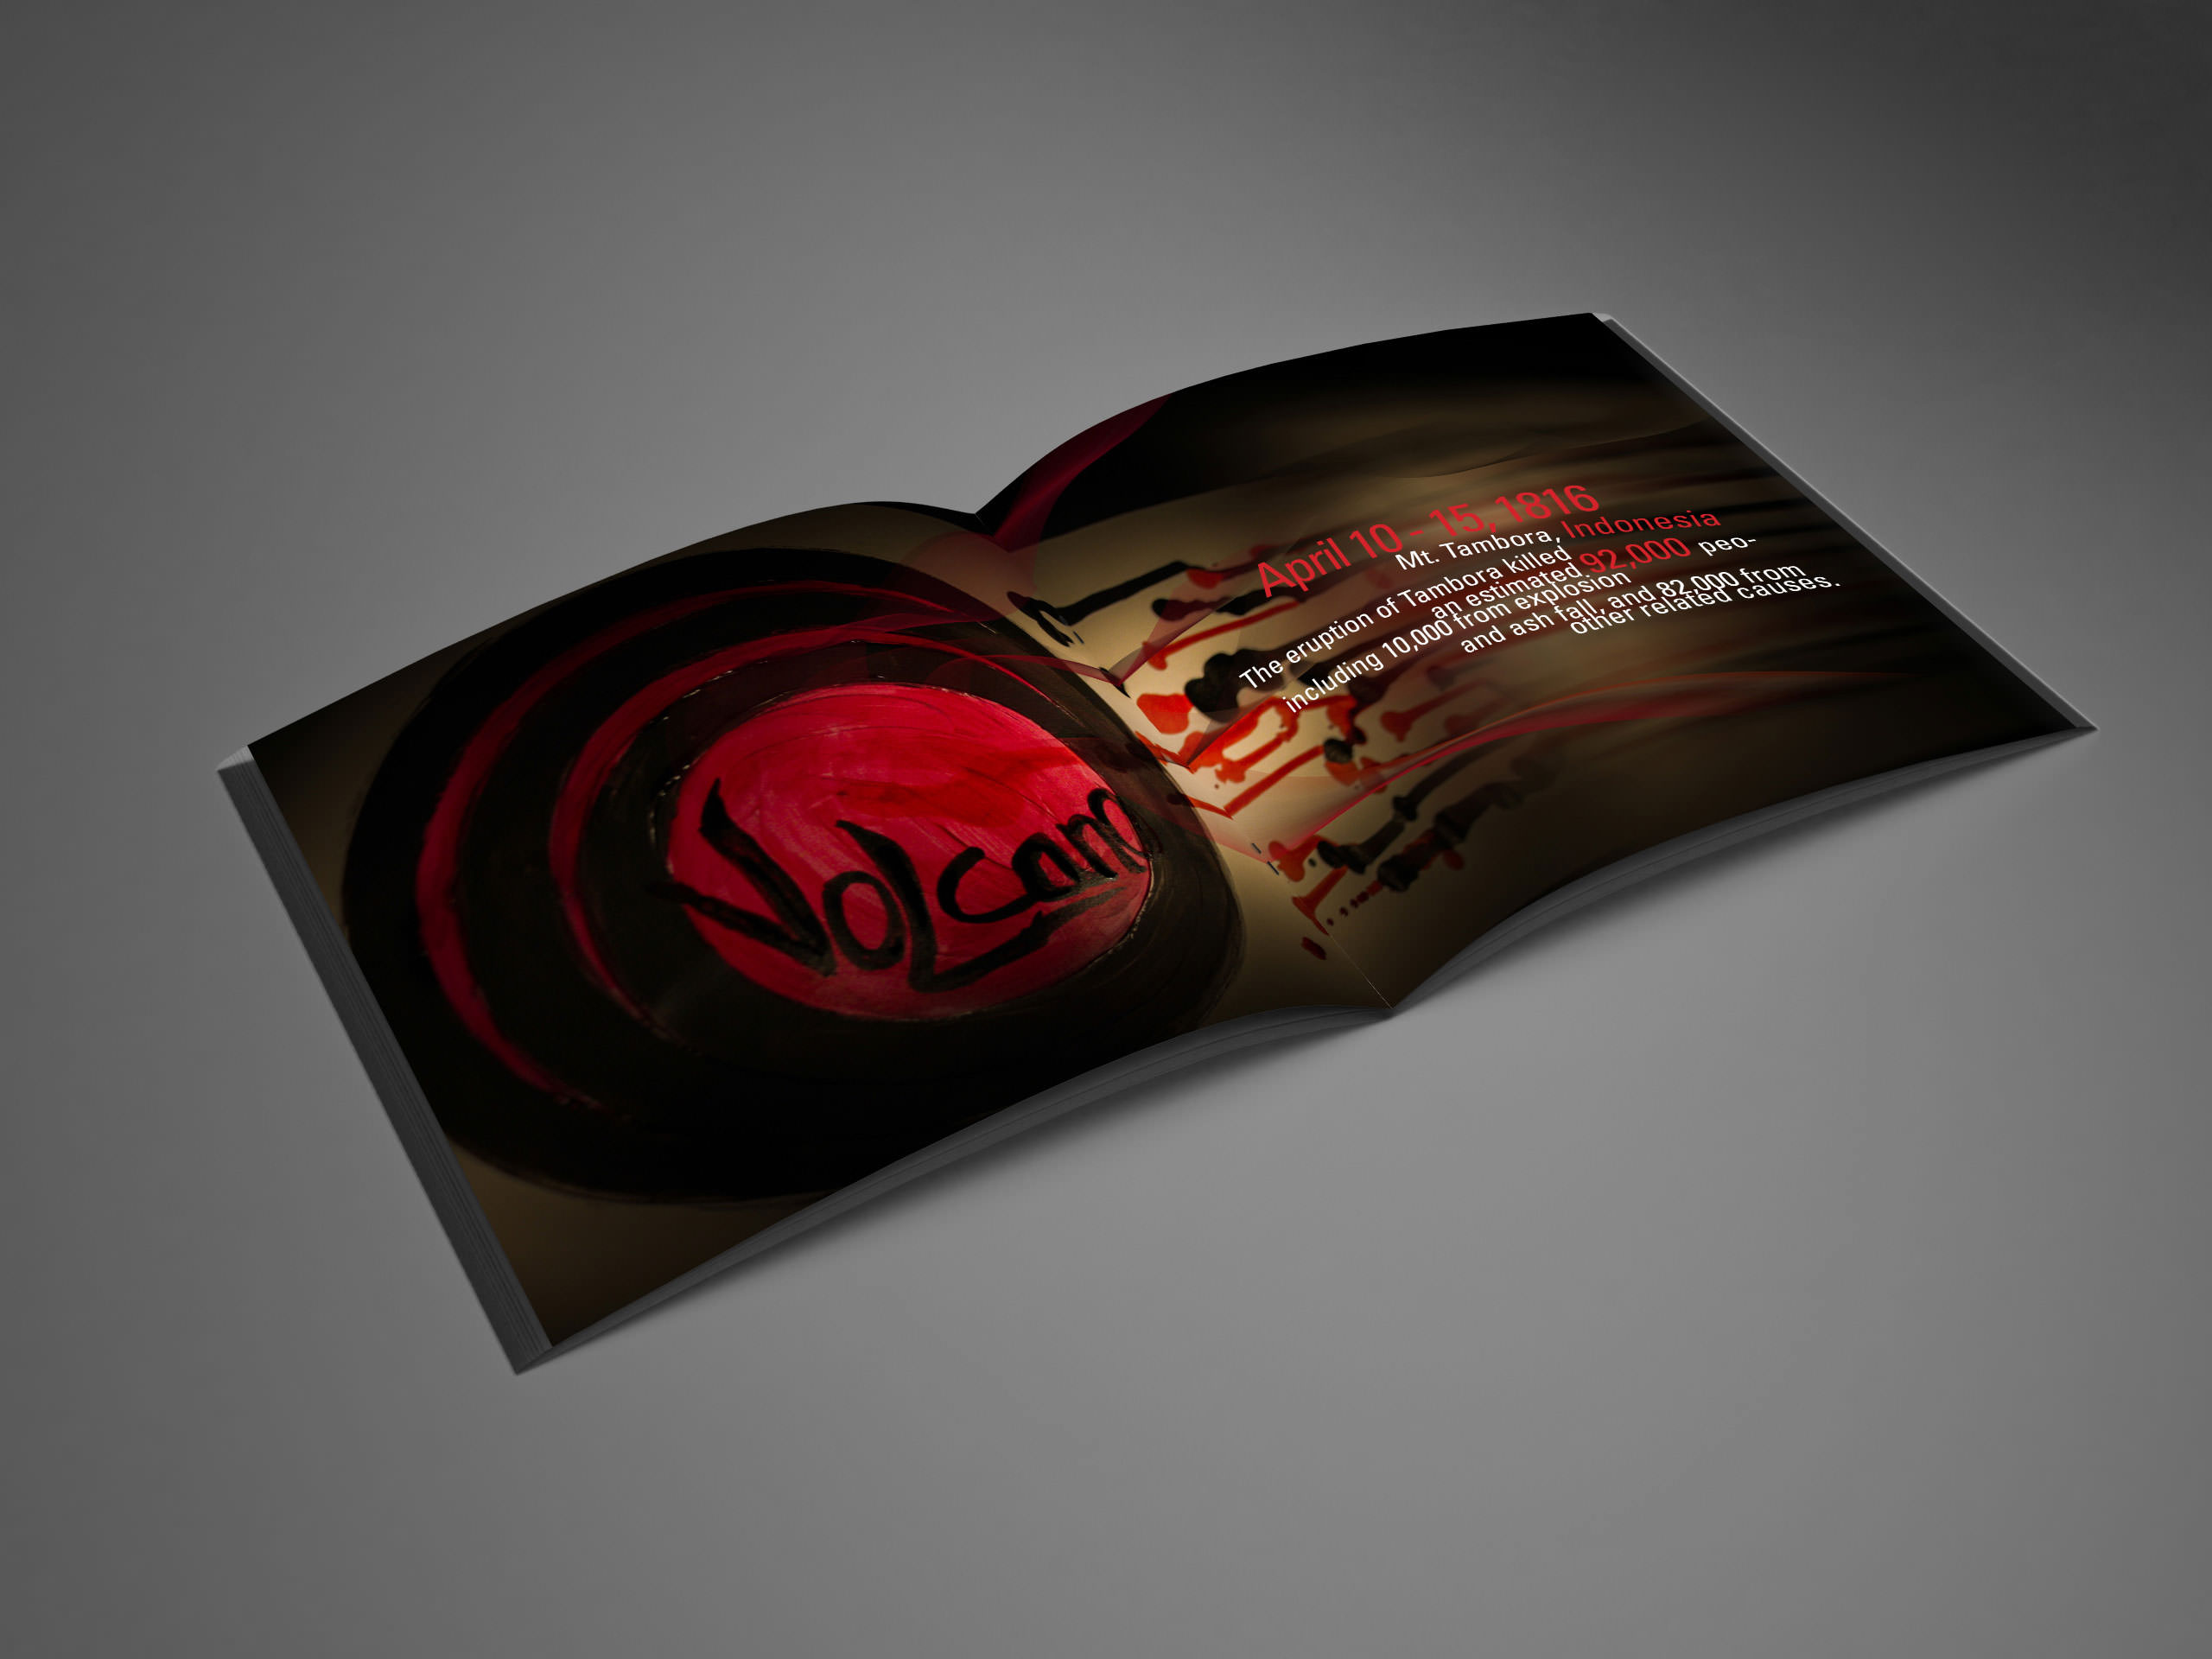 Volcano
April 10 - 15, 1816
Mt. Tambora, Indonesia
The eruption of Tambora killed
an estimated 92,000 peo-
including 10,000 from explosion
and ash fall, and 82,000 from
other related causes.